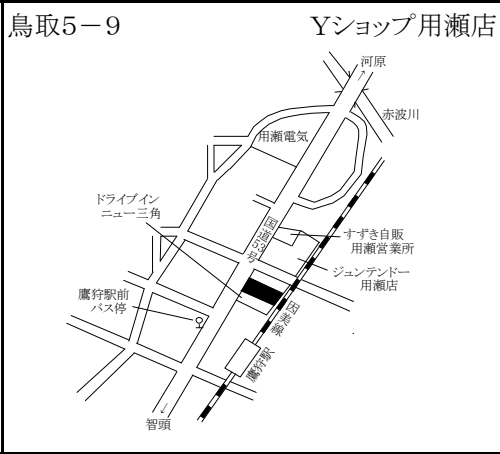 鳥取5－9
Yショップ用瀬店
河原
赤波川
用瀬電気
ドライブイン
ニュー三角
国道53号
すずき自販
用瀬営業所
ジュンテンドー
用瀬店
鷹狩駅前
バス停
因美線
鷹狩駅
智頭